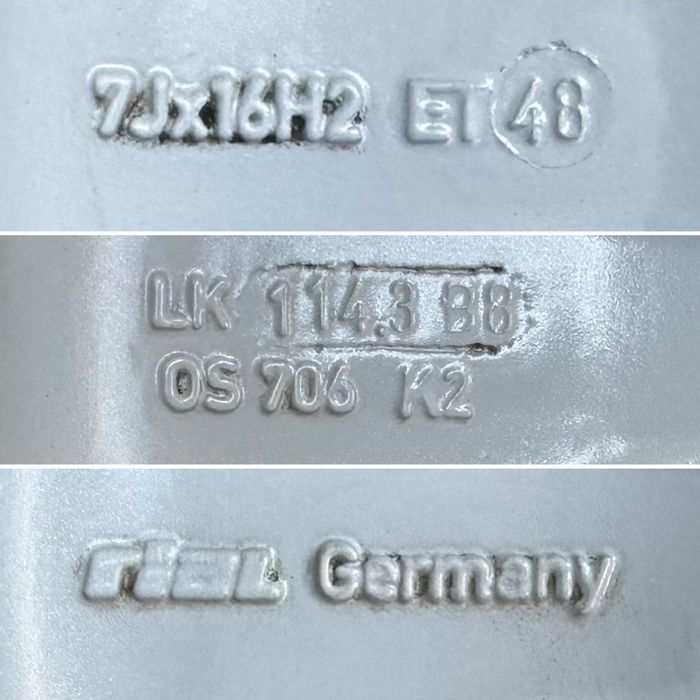 7Jx16H2 ET 48
LK 114.3 B8
OS 706 K2
rial Germany